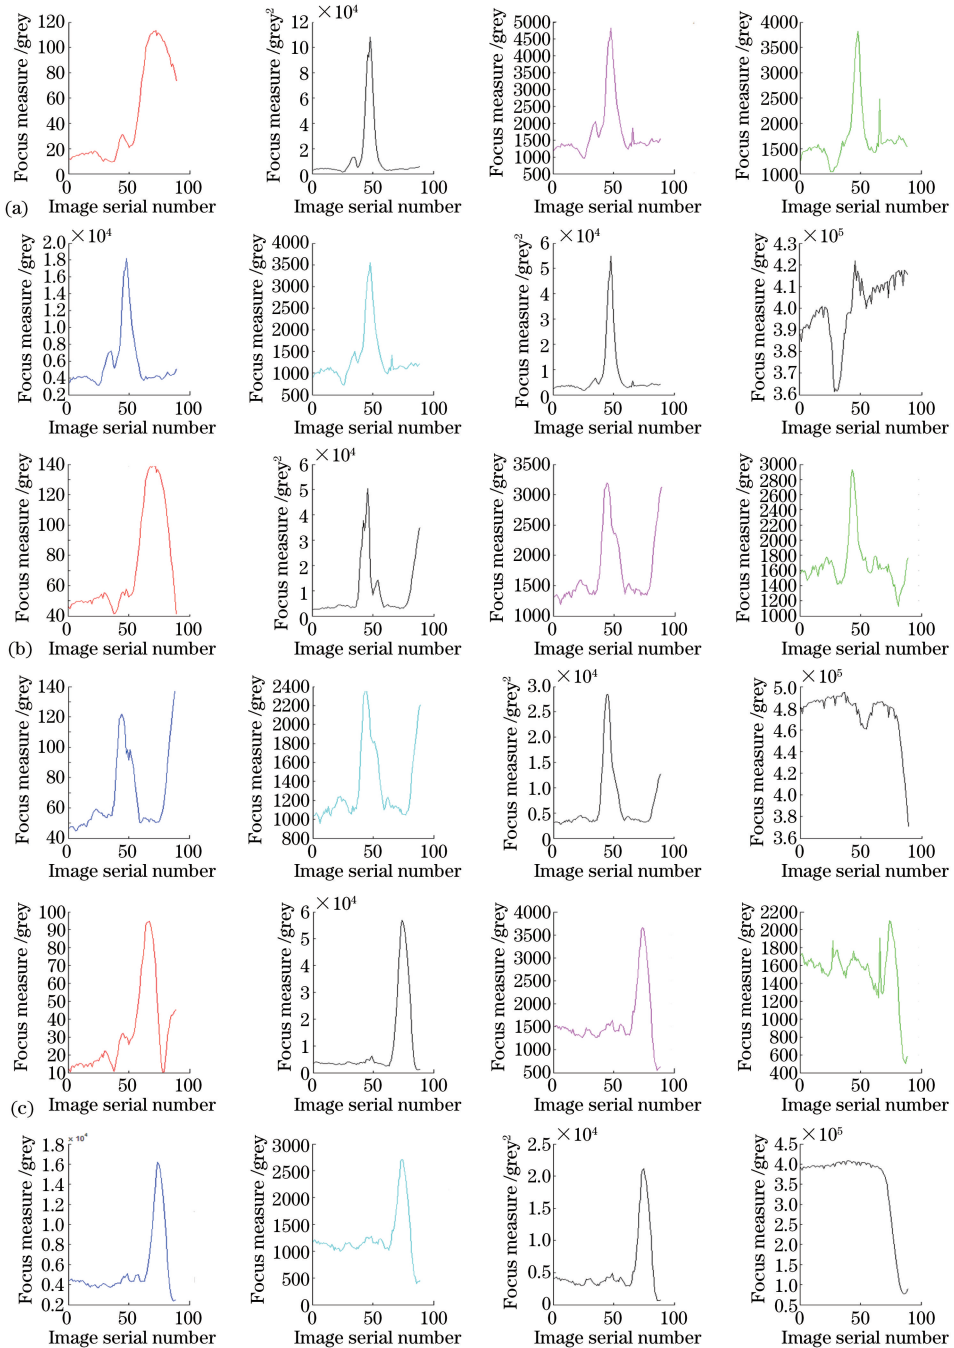 Focus measure /grey
120 100 80 60 40 20 0
0 50 100
Image serial number
Focus measure /grey²
×10⁴
12 10 8 6 4 2 0
0 50 100
Image serial number
Focus measure /grey
5000 4500 4000 3500 3000 2500 2000 1500 1000 500
0 50 100
Image serial number
Focus measure /grey
4000 3500 3000 2500 2000 1500 1000
0 50 100
Image serial number
(a)
Focus measure /grey
×10⁴
2.0 1.8 1.6 1.4 1.2 1.0 0.8 0.6 0.4 0.2
0 50 100
Image serial number
Focus measure /grey
4000 3500 3000 2500 2000 1500 1000 500
0 50 100
Image serial number
Focus measure /grey²
×10⁴
6 5 4 3 2 1 0
0 50 100
Image serial number
Focus measure /grey
×10⁵
4.3 4.2 4.1 4.0 3.9 3.8 3.7 3.6
0 50 100
Image serial number
Focus measure /grey
140 120 100 80 60 40
0 50 100
Image serial number
Focus measure /grey²
×10⁴
6 5 4 3 2 1 0
0 50 100
Image serial number
Focus measure /grey
3500 3000 2500 2000 1500 1000
0 50 100
Image serial number
Focus measure /grey
3000 2800 2600 2400 2200 2000 1800 1600 1400 1200 1000
0 50 100
Image serial number
(b)
Focus measure /grey
140 120 100 80 60 40
0 50 100
Image serial number
Focus measure /grey
2400 2200 2000 1800 1600 1400 1200 1000 800
0 50 100
Image serial number
Focus measure /grey²
×10⁴
3.0 2.5 2.0 1.5 1.0 0.5 0
0 50 100
Image serial number
Focus measure /grey
×10⁵
5.0 4.8 4.6 4.4 4.2 4.0 3.8 3.6
0 50 100
Image serial number
Focus measure /grey
100 90 80 70 60 50 40 30 20 10
0 50 100
Image serial number
Focus measure /grey
×10⁴
6 5 4 3 2 1 0
0 50 100
Image serial number
Focus measure /grey
4000 3500 3000 2500 2000 1500 1000 500
0 50 100
Image serial number
Focus measure /grey
2200 2000 1800 1600 1400 1200 1000 800 600 400
0 50 100
Image serial number
(c)
Focus measure /grey
×10⁴
1.8 1.6 1.4 1.2 1.0 0.8 0.6 0.4 0.2
0 50 100
Image serial number
Focus measure /grey
3000 2500 2000 1500 1000 500 0
0 50 100
Image serial number
Focus measure /grey²
×10⁴
2.5 2.0 1.5 1.0 0.5 0
0 50 100
Image serial number
Focus measure /grey
×10⁵
4.5 4.0 3.5 3.0 2.5 2.0 1.5 1.0 0.5
0 50 100
Image serial number